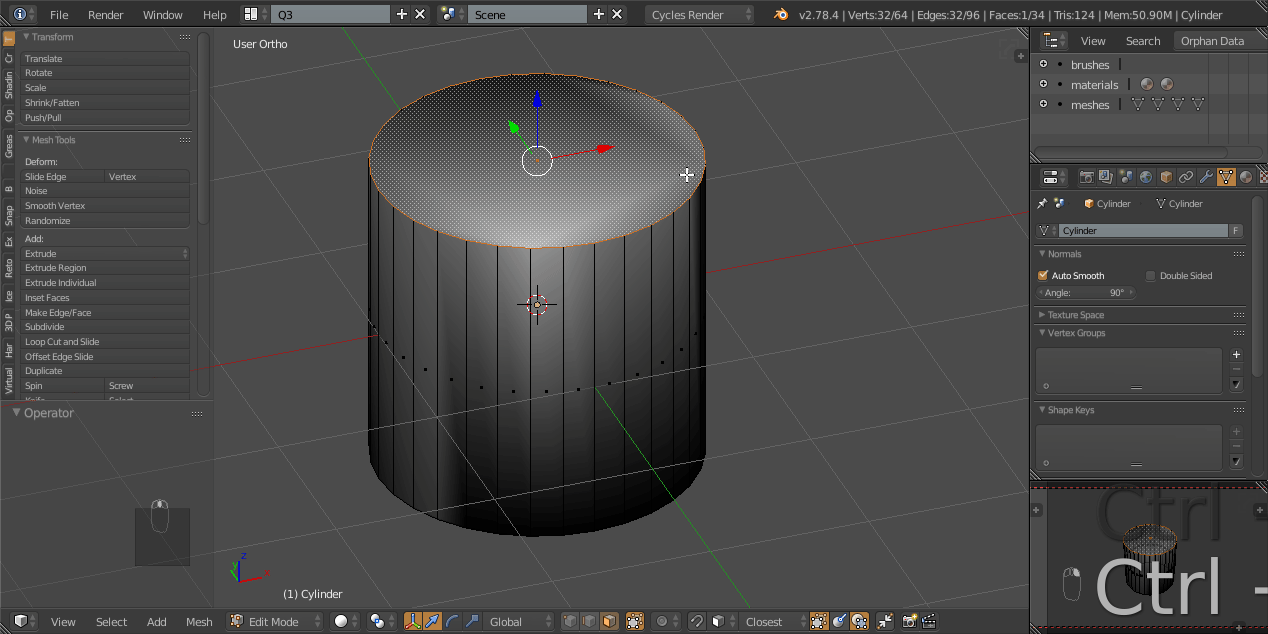 File Render Window Help Q3 Scene Cycles Render v2.78.4 | Verts:32/64 | Edges:32/96 | Faces:1/34 | Tris:124 | Mem:50.90M | Cylinder
Transform
Translate
Rotate
Scale
Shrink/Fatten
Push/Pull
Mesh Tools
Deform:
Slide Edge Vertex
Noise
Smooth Vertex
Randomize
Add:
Extrude
Extrude Region
Extrude Individual
Inset Faces
Make Edge/Face
Subdivide
Loop Cut and Slide
Offset Edge Slide
Duplicate
Spin Screw
Operator
Cr
Shadin
Op
Greas
B
Snap
Ex
Reto
Ice
3D P
Har
Virtual
User Ortho
z
y
x
(1) Cylinder
View Search Orphan Data
brushes
materials
meshes
Cylinder Cylinder
Cylinder F
Normals
Auto Smooth Double Sided
Angle: 90°
Texture Space
Vertex Groups
Shape Keys
Ctrl
Ctrl -
View Select Add Mesh Edit Mode Global Closest